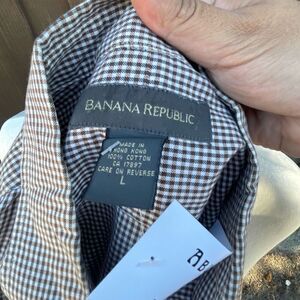 BANANA REPUBLIC
MADE IN
HONG KONG
100% COTTON
CA 17897
CARE ON REVERSE
L
A B